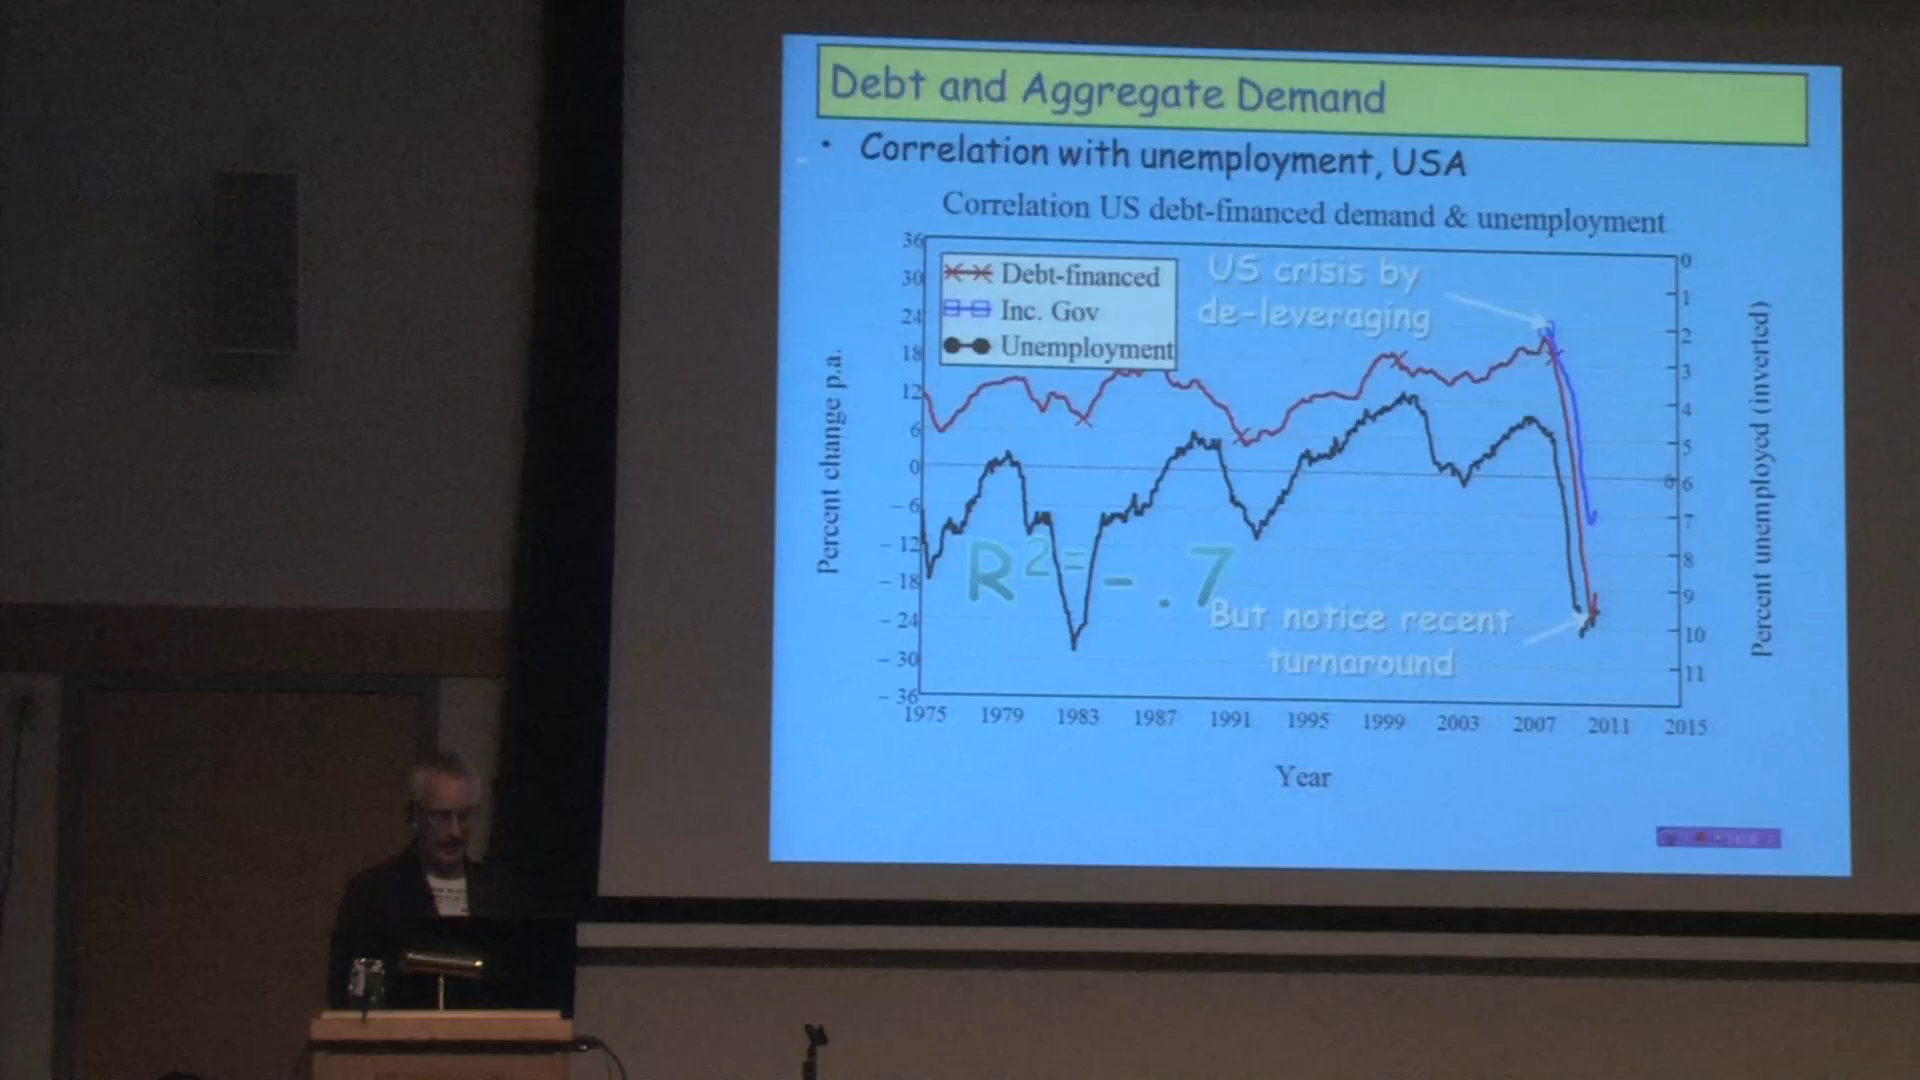 Debt and Aggregate Demand
• Correlation with unemployment, USA
Correlation US debt-financed demand & unemployment
36
30
24
18
12
6
0
– 6
– 12
– 18
– 24
– 30
– 36
Percent change p.a.
Debt-financed
Inc. Gov
Unemployment
US crisis by
de-leveraging
R²= -.7
But notice recent
turnaround
0
1
2
3
4
5
6
7
8
9
10
11
Percent unemployed (inverted)
1975 1979 1983 1987 1991 1995 1999 2003 2007 2011 2015
Year